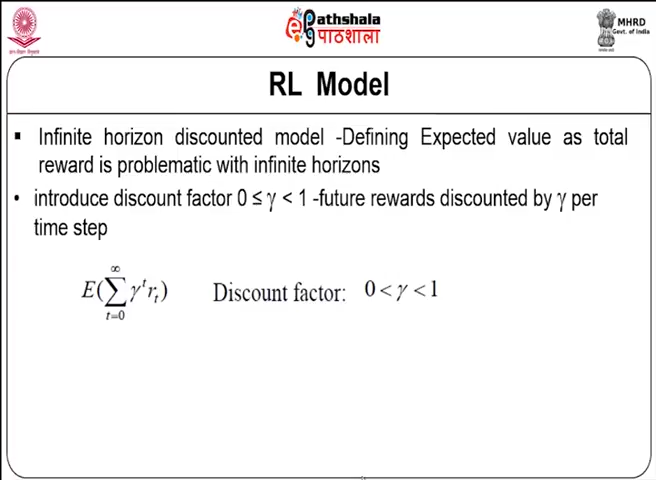 Pathshala
पाठशाला
MHRD
Govt. of India
RL Model
▪ Infinite horizon discounted model -Defining Expected value as total
reward is problematic with infinite horizons
• introduce discount factor 0 ≤ γ < 1 -future rewards discounted by γ per
time step
E(∑_{t=0}^{∞} γ^t r_t) Discount factor: 0 < γ < 1